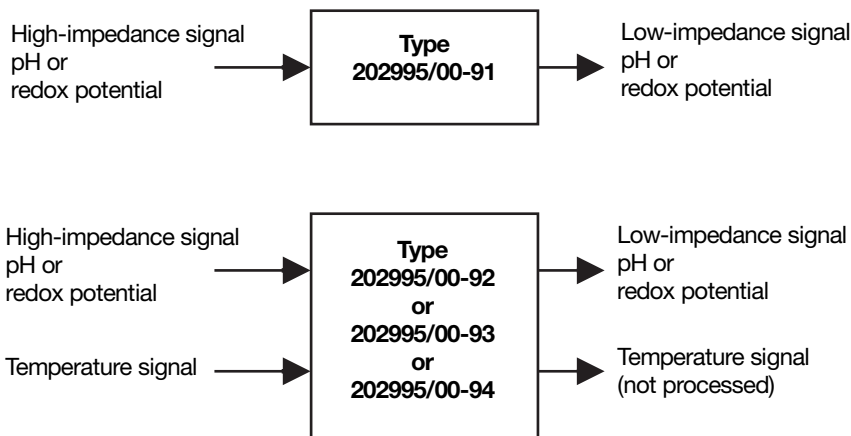 High-impedance signal
pH or
redox potential
Type
202995/00-91
Low-impedance signal
pH or
redox potential
High-impedance signal
pH or
redox potential
Temperature signal
Type
202995/00-92
or
202995/00-93
or
202995/00-94
Low-impedance signal
pH or
redox potential
Temperature signal
(not processed)